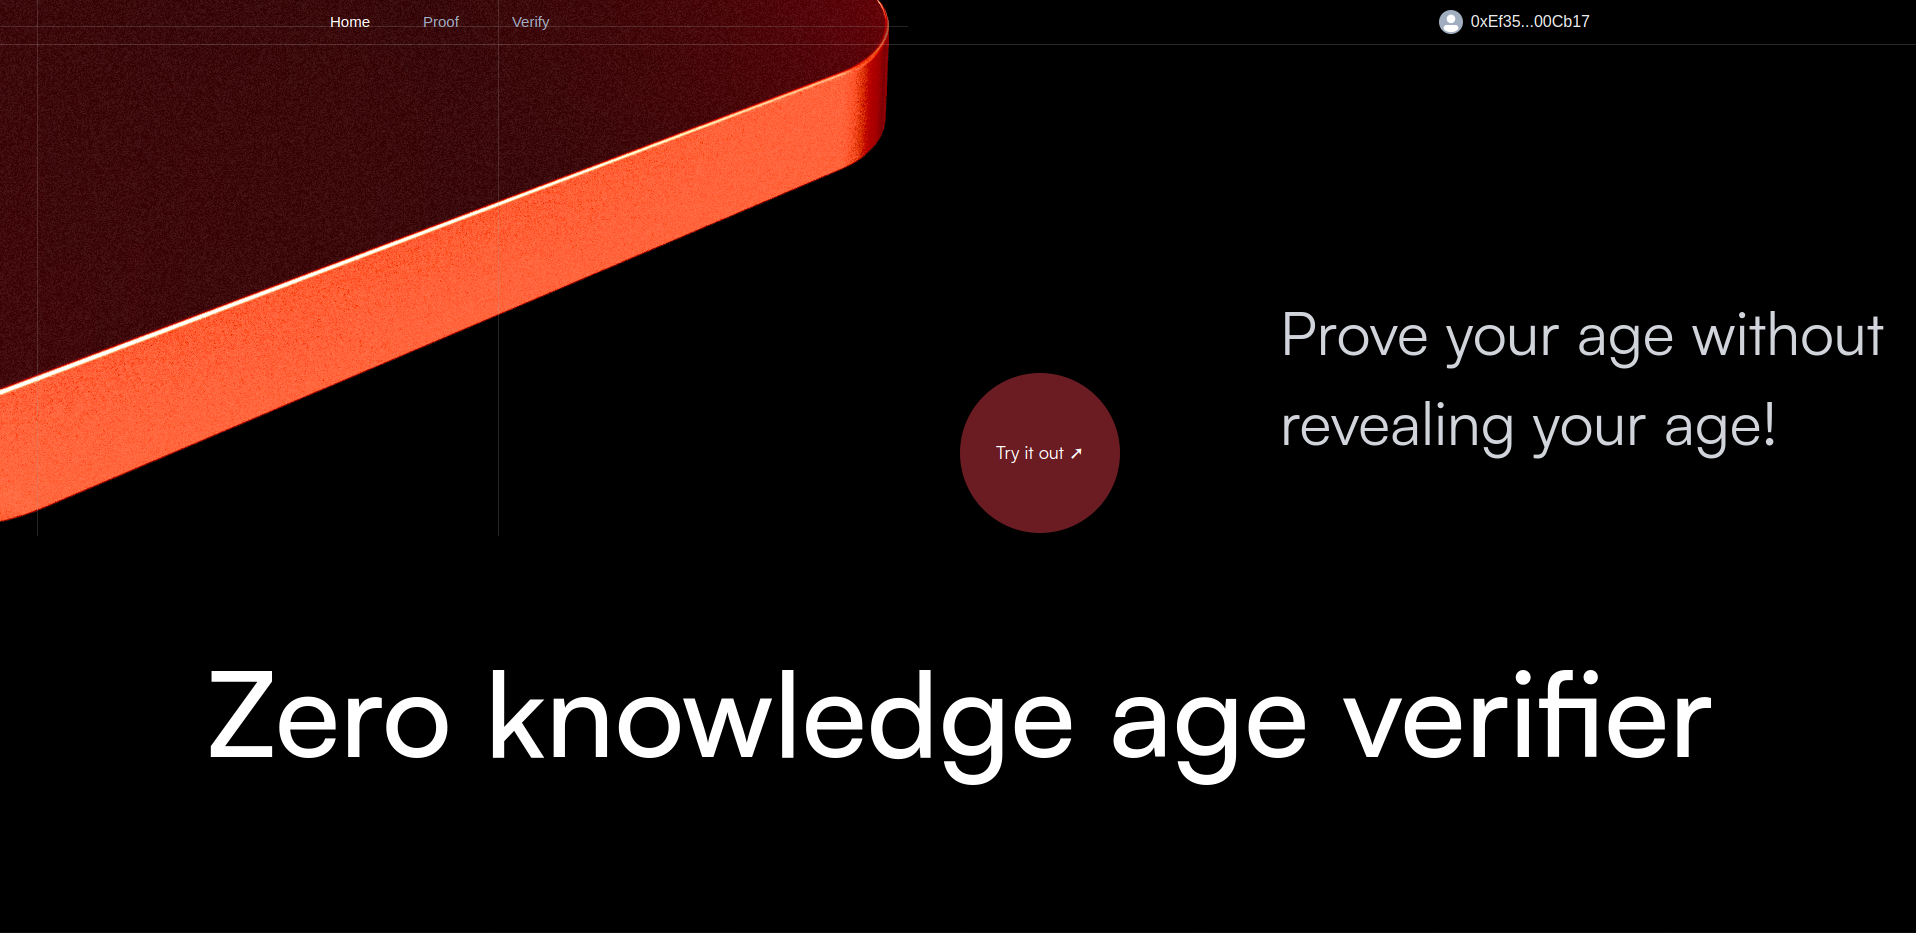 Home Proof Verify 0xEf35...00Cb17
Prove your age without
revealing your age!
Try it out ➚
Zero knowledge age verifier